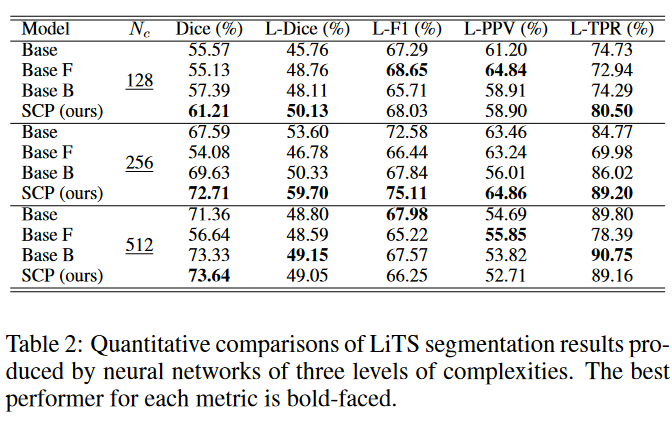 Model N_c Dice (%) L-Dice (%) L-F1 (%) L-PPV (%) L-TPR (%)
Base 55.57 45.76 67.29 61.20 74.73
Base F 55.13 48.76 68.65 64.84 72.94
128
Base B 57.39 48.11 65.71 58.91 74.29
SCP (ours) 61.21 50.13 68.03 58.90 80.50
Base 67.59 53.60 72.58 63.46 84.77
Base F 54.08 46.78 66.44 63.24 69.98
256
Base B 69.63 50.33 67.84 56.01 86.02
SCP (ours) 72.71 59.70 75.11 64.86 89.20
Base 71.36 48.80 67.98 54.69 89.80
Base F 56.64 48.59 65.22 55.85 78.39
512
Base B 73.33 49.15 67.57 53.82 90.75
SCP (ours) 73.64 49.05 66.25 52.71 89.16
Table 2: Quantitative comparisons of LiTS segmentation results pro-
duced by neural networks of three levels of complexities. The best
performer for each metric is bold-faced.